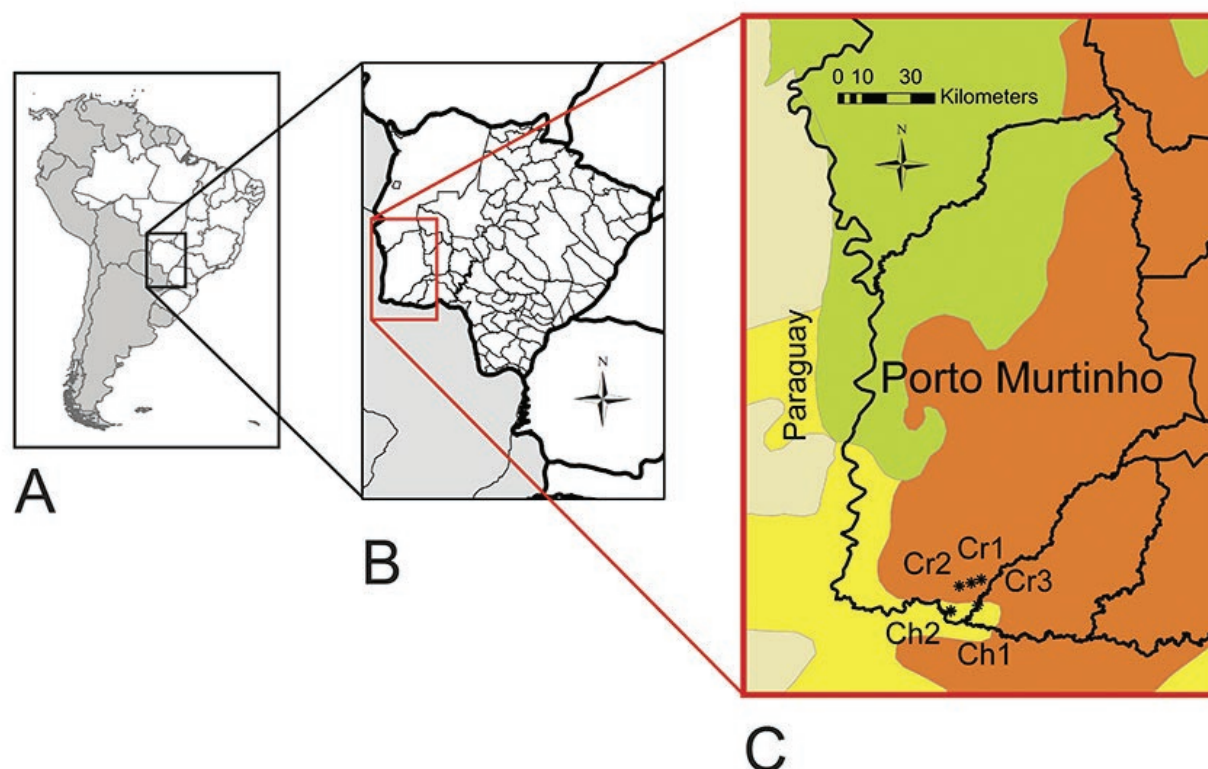 A
N
B
0 10 30
Kilometers
N
Paraguay
Porto Murtinho
Cr1
Cr2
Cr3
Ch2
Ch1
C